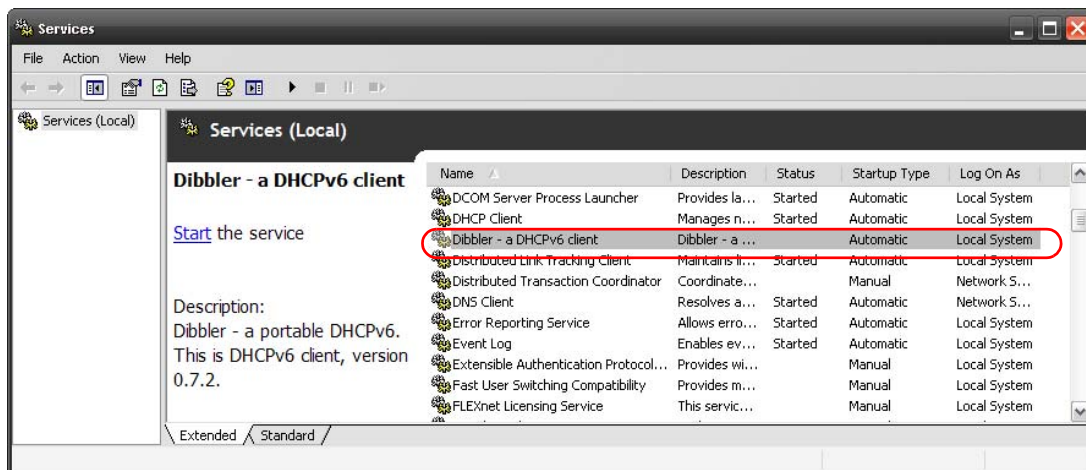 Services
File Action View Help
Services (Local)
Services (Local)
Dibbler - a DHCPv6 client
Start the service
Description:
Dibbler - a portable DHCPv6.
This is DHCPv6 client, version
0.7.2.
Name Description Status Startup Type Log On As
DCOM Server Process Launcher Provides la... Started Automatic Local System
DHCP Client Manages n... Started Automatic Local System
Dibbler - a DHCPv6 client Dibbler - a ... Automatic Local System
Distributed Link Tracking Client Maintains li... Started Automatic Local System
Distributed Transaction Coordinator Coordinate... Manual Network S...
DNS Client Resolves a... Started Automatic Network S...
Error Reporting Service Allows erro... Started Automatic Local System
Event Log Enables ev... Started Automatic Local System
Extensible Authentication Protocol... Provides wi... Manual Local System
Fast User Switching Compatibility Provides m... Manual Local System
FLEXnet Licensing Service This servic... Manual Local System
Extended Standard